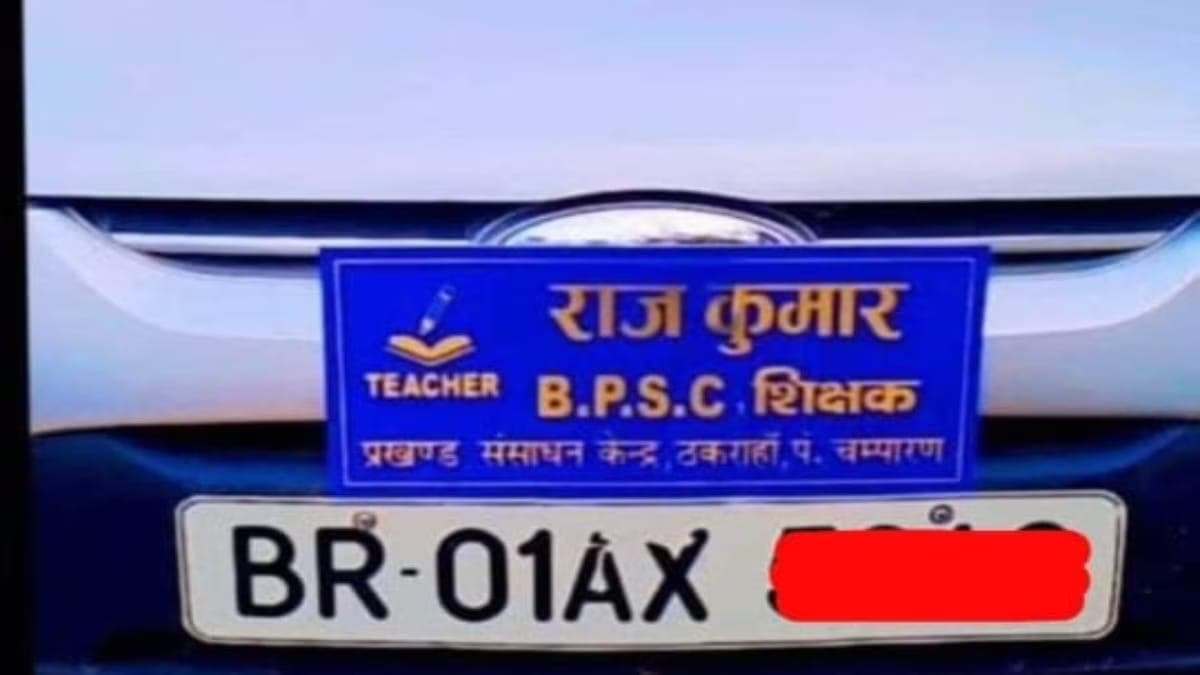 राज कुमार
TEACHER
B.P.S.C. शिक्षक
प्रखण्ड संसाधन केन्द्र, ठकराहाँ, पं. चम्पारण
BR-01AX